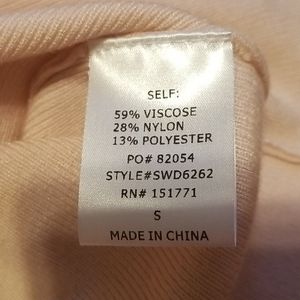 SELF:
59% VISCOSE
28% NYLON
13% POLYESTER
PO# 82054
STYLE#SWD6262
RN# 151771
S
MADE IN CHINA